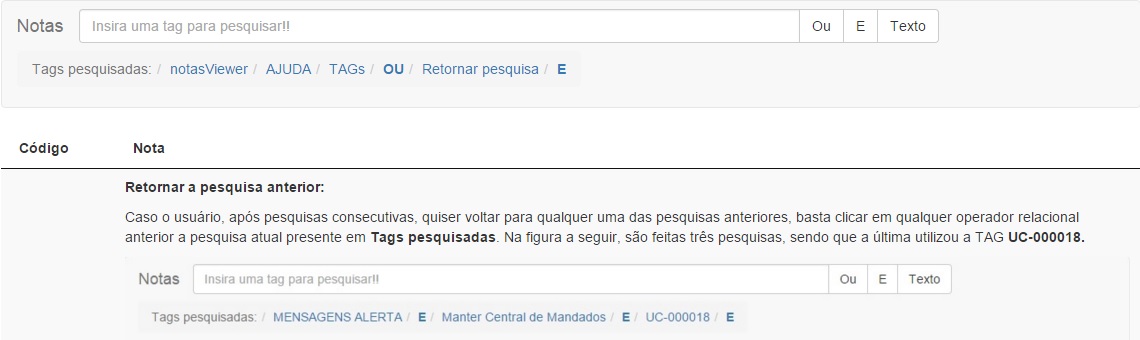 Notas Insira uma tag para pesquisar!! Ou E Texto
Tags pesquisadas: / notasViewer / AJUDA / TAGs / OU / Retornar pesquisa / E
Código Nota
Retornar a pesquisa anterior:
Caso o usuário, após pesquisas consecutivas, quiser voltar para qualquer uma das pesquisas anteriores, basta clicar em qualquer operador relacional
anterior a pesquisa atual presente em Tags pesquisadas. Na figura a seguir, são feitas três pesquisas, sendo que a última utilizou a TAG UC-000018.
Notas Insira uma tag para pesquisar!! Ou E Texto
Tags pesquisadas: / MENSAGENS ALERTA / E / Manter Central de Mandados / E / UC-000018 / E